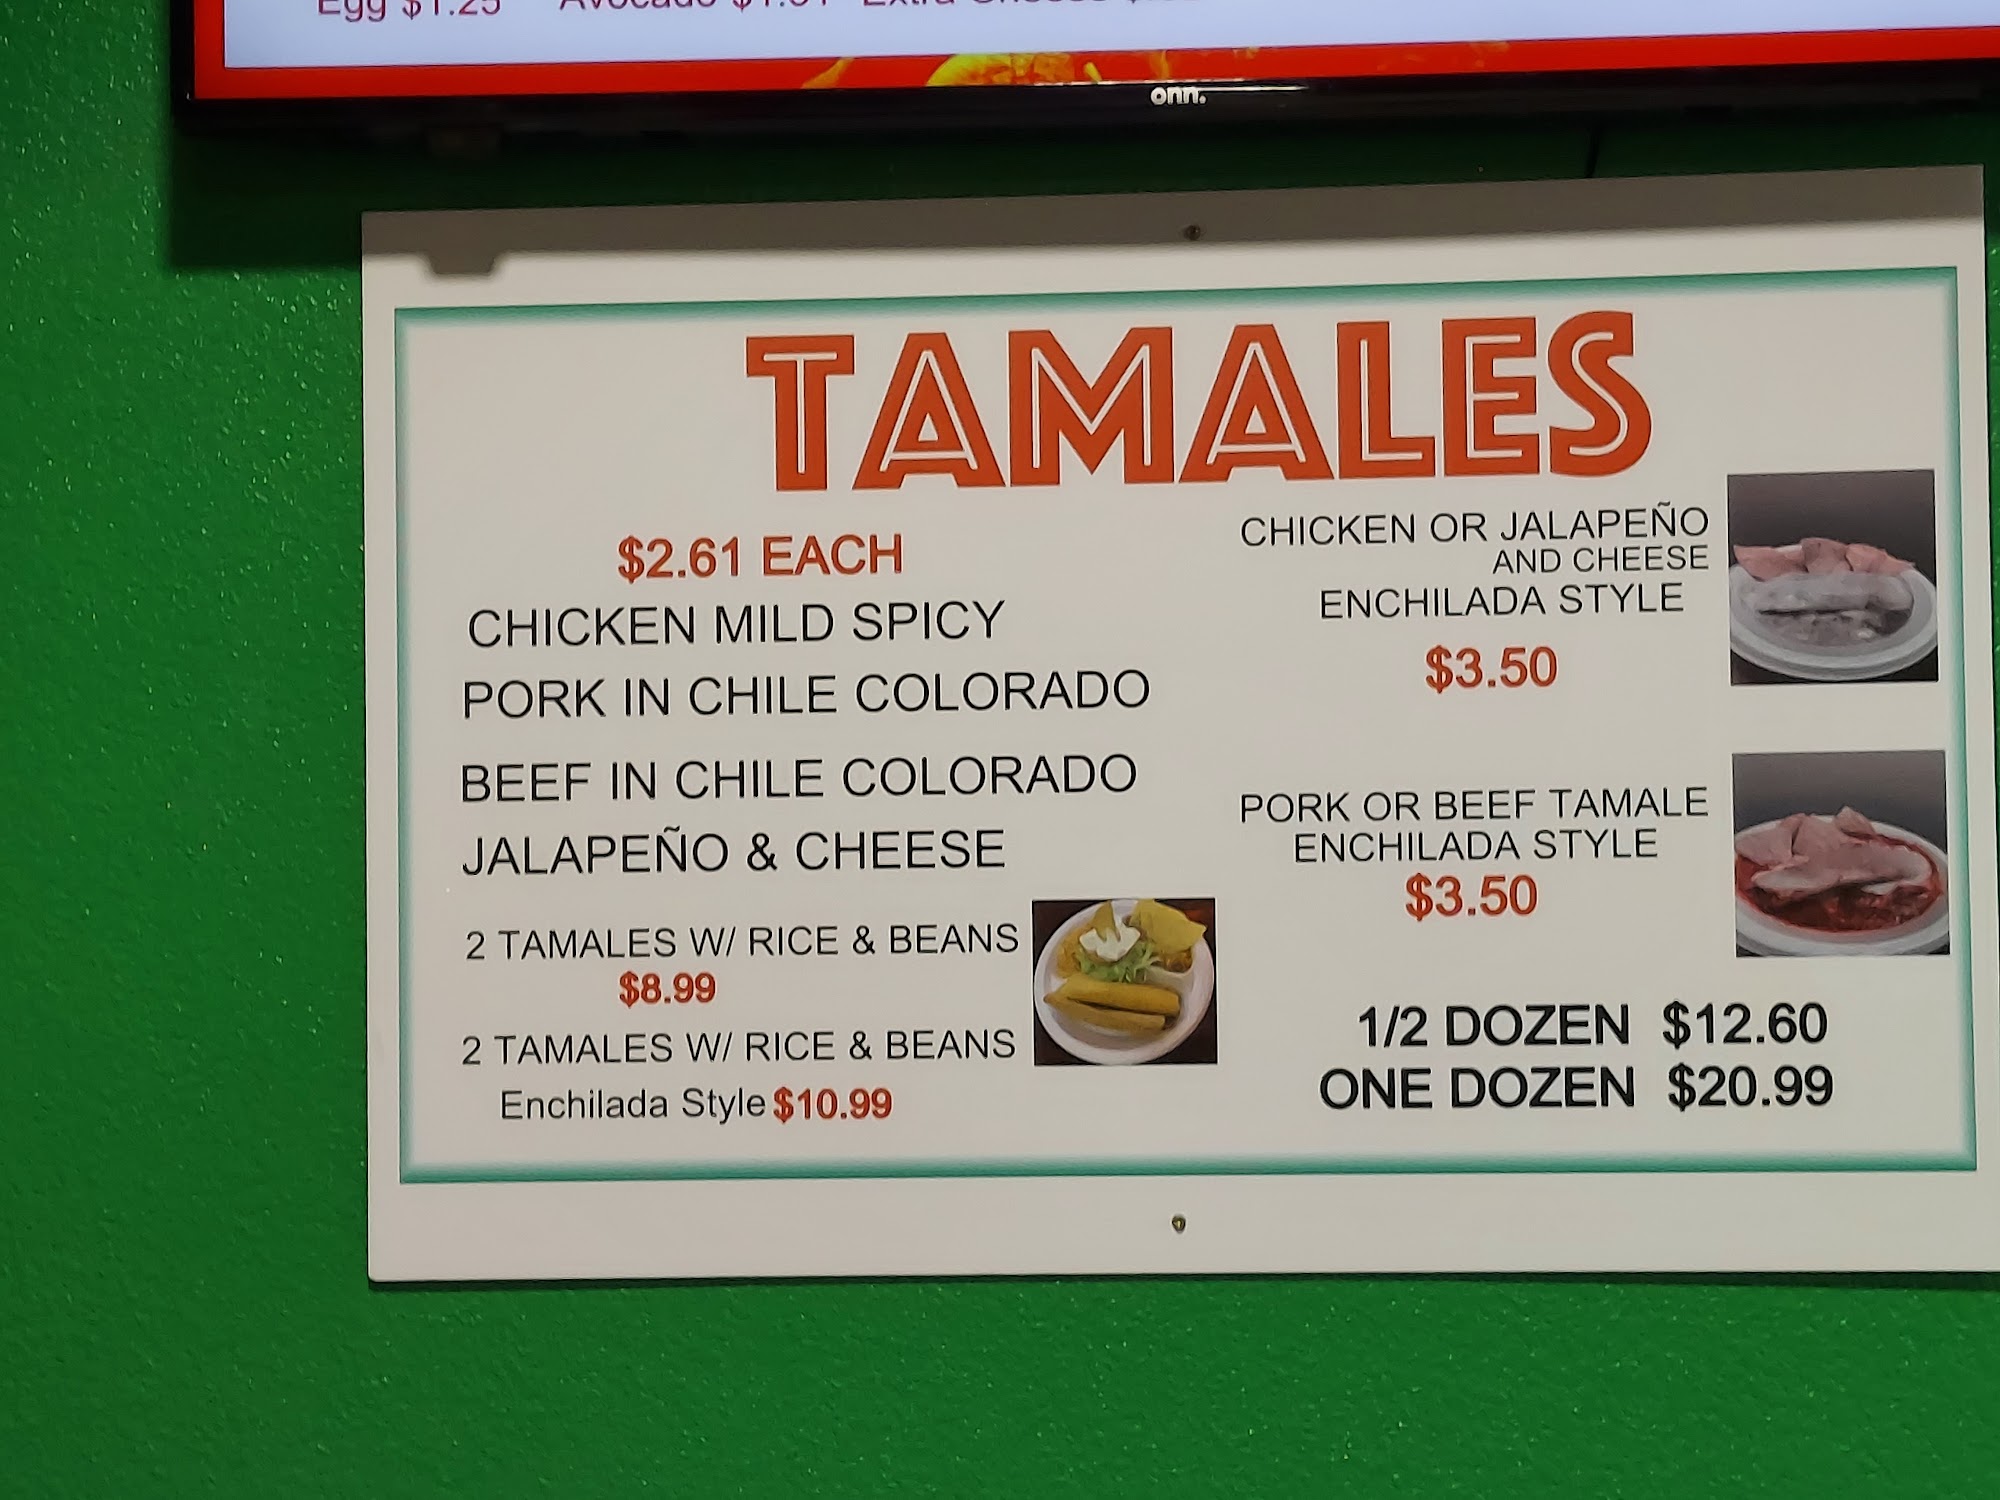 Egg $1.25
onn.
TAMALES
$2.61 EACH
CHICKEN MILD SPICY
PORK IN CHILE COLORADO
BEEF IN CHILE COLORADO
JALAPEÑO & CHEESE
2 TAMALES W/ RICE & BEANS
$8.99
2 TAMALES W/ RICE & BEANS
Enchilada Style $10.99
CHICKEN OR JALAPEÑO
AND CHEESE
ENCHILADA STYLE
$3.50
PORK OR BEEF TAMALE
ENCHILADA STYLE
$3.50
1/2 DOZEN $12.60
ONE DOZEN $20.99